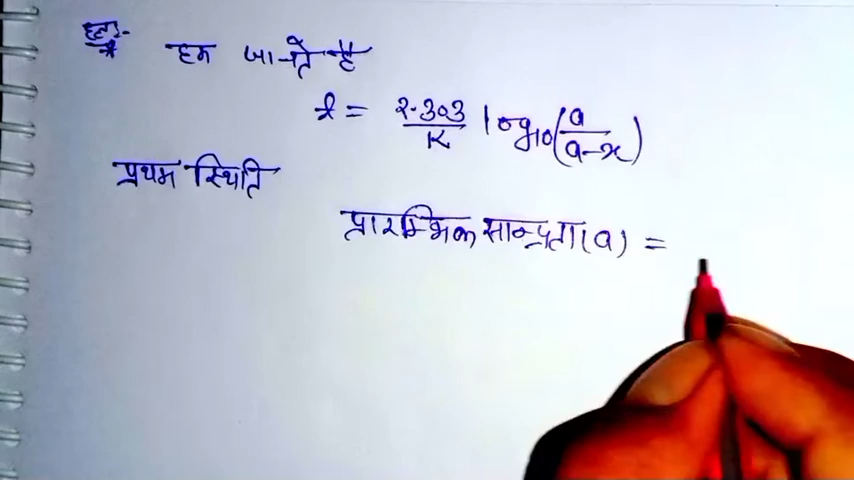 हल:-
हम जानते है
t = 2.303/K log10(a/a-x)
प्रथम स्थिति
प्रारम्भिक सान्द्रता(a) =